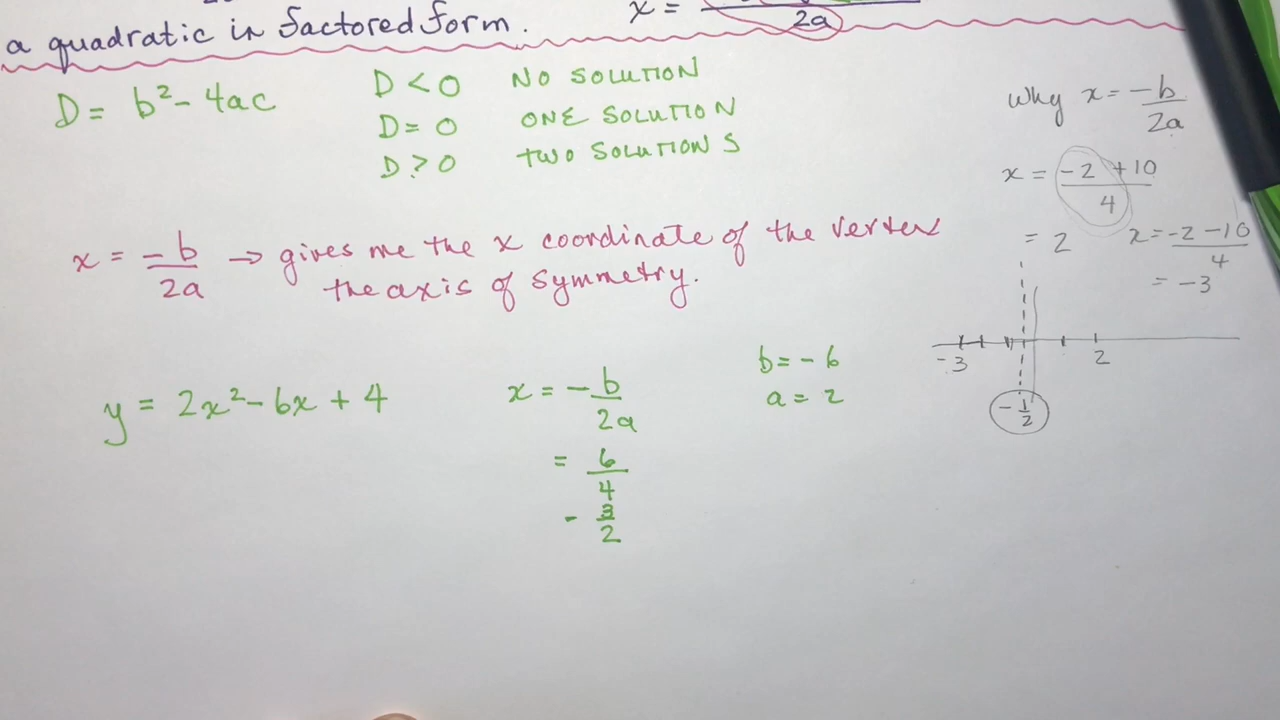 a quadratic in factored form.
x = 2a
D = b² - 4ac
D < 0 NO SOLUTION
D = 0 ONE SOLUTION
D > 0 TWO SOLUTIONS
x = -b/2a → gives me the x coordinate of the vertex
the axis of symmetry.
y = 2x² - 6x + 4
x = -b/2a
= 6/4
- 3/2
b = -6
a = 2
Why x = -b/2a
x = -2 +10/4
= 2
x = -2 -10/4
= -3
-3 2
-1/2